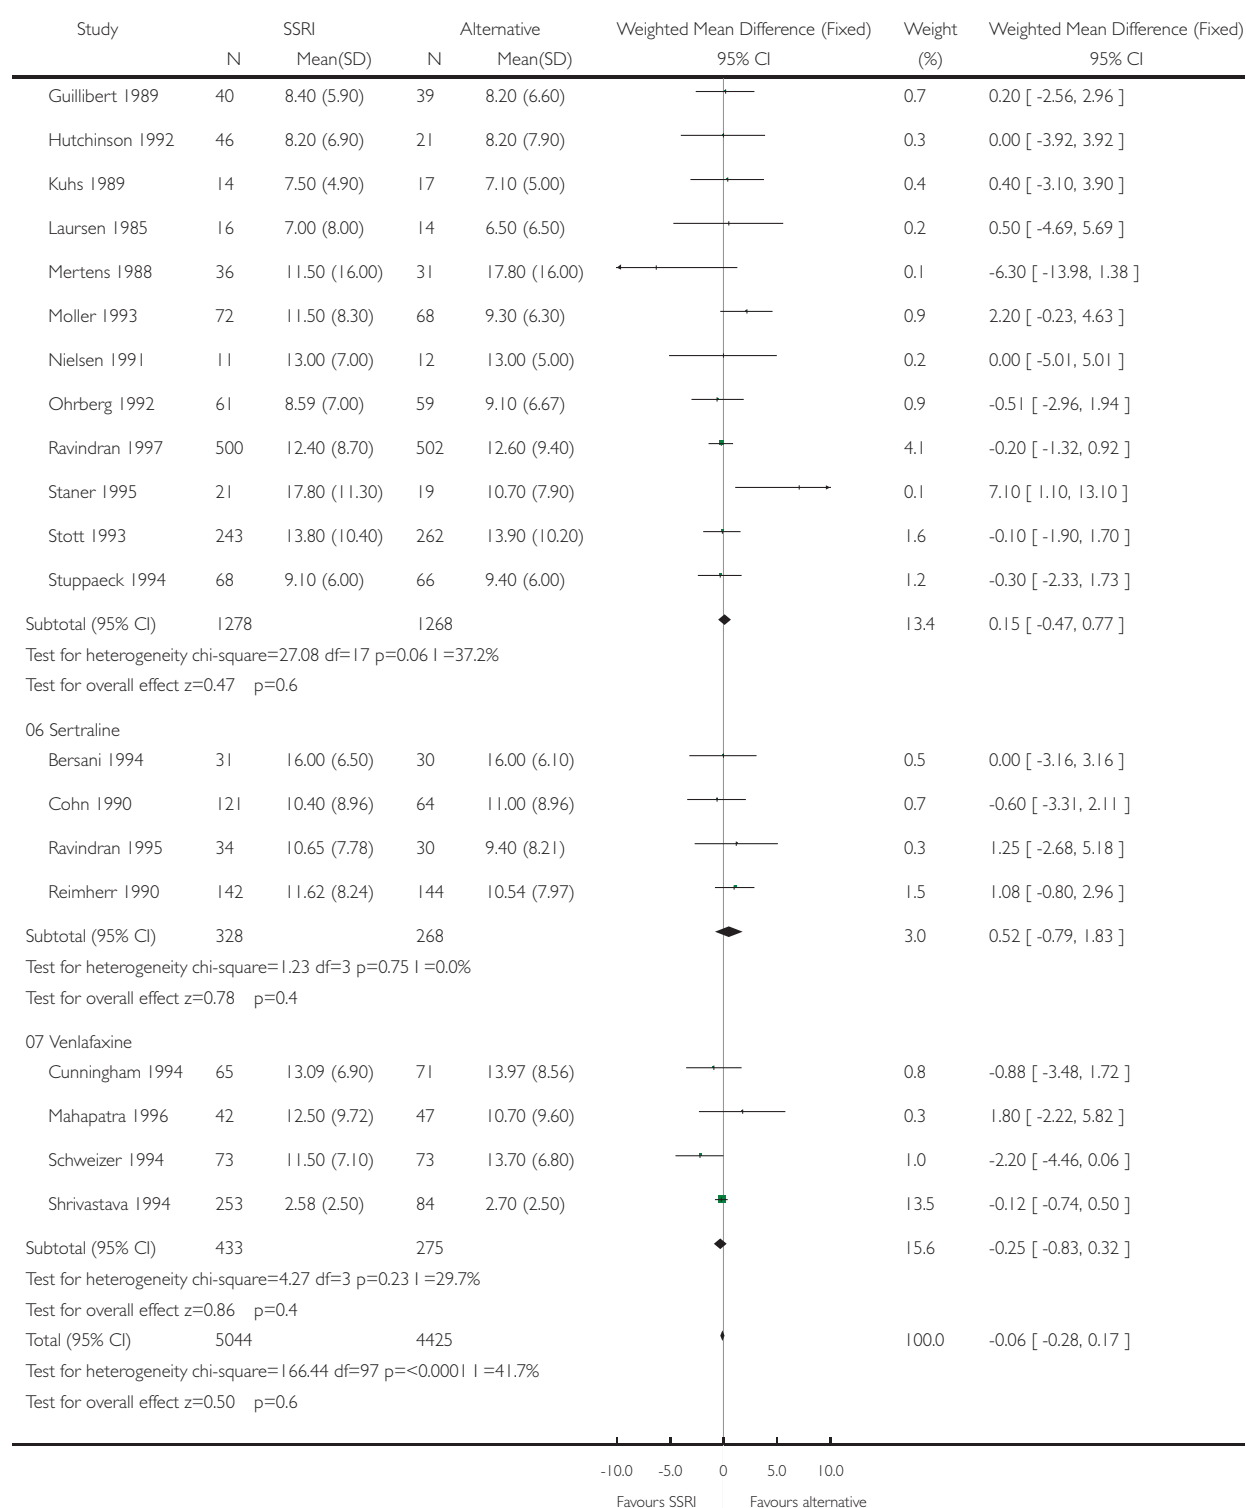 Study SSRI Alternative Weighted Mean Difference (Fixed) Weight Weighted Mean Difference (Fixed)
N Mean(SD) N Mean(SD) 95% CI (%) 95% CI
Guillibert 1989 40 8.40 (5.90) 39 8.20 (6.60) 0.7 0.20 [ -2.56, 2.96 ]
Hutchinson 1992 46 8.20 (6.90) 21 8.20 (7.90) 0.3 0.00 [ -3.92, 3.92 ]
Kuhs 1989 14 7.50 (4.90) 17 7.10 (5.00) 0.4 0.40 [ -3.10, 3.90 ]
Laursen 1985 16 7.00 (8.00) 14 6.50 (6.50) 0.2 0.50 [ -4.69, 5.69 ]
Mertens 1988 36 11.50 (16.00) 31 17.80 (16.00) 0.1 -6.30 [ -13.98, 1.38 ]
Moller 1993 72 11.50 (8.30) 68 9.30 (6.30) 0.9 2.20 [ -0.23, 4.63 ]
Nielsen 1991 11 13.00 (7.00) 12 13.00 (5.00) 0.2 0.00 [ -5.01, 5.01 ]
Ohrberg 1992 61 8.59 (7.00) 59 9.10 (6.67) 0.9 -0.51 [ -2.96, 1.94 ]
Ravindran 1997 500 12.40 (8.70) 502 12.60 (9.40) 4.1 -0.20 [ -1.32, 0.92 ]
Staner 1995 21 17.80 (11.30) 19 10.70 (7.90) 0.1 7.10 [ 1.10, 13.10 ]
Stott 1993 243 13.80 (10.40) 262 13.90 (10.20) 1.6 -0.10 [ -1.90, 1.70 ]
Stuppaeck 1994 68 9.10 (6.00) 66 9.40 (6.00) 1.2 -0.30 [ -2.33, 1.73 ]
Subtotal (95% CI) 1278 1268 13.4 0.15 [ -0.47, 0.77 ]
Test for heterogeneity chi-square=27.08 df=17 p=0.06 I =37.2%
Test for overall effect z=0.47 p=0.6
06 Sertraline
Bersani 1994 31 16.00 (6.50) 30 16.00 (6.10) 0.5 0.00 [ -3.16, 3.16 ]
Cohn 1990 121 10.40 (8.96) 64 11.00 (8.96) 0.7 -0.60 [ -3.31, 2.11 ]
Ravindran 1995 34 10.65 (7.78) 30 9.40 (8.21) 0.3 1.25 [ -2.68, 5.18 ]
Reimherr 1990 142 11.62 (8.24) 144 10.54 (7.97) 1.5 1.08 [ -0.80, 2.96 ]
Subtotal (95% CI) 328 268 3.0 0.52 [ -0.79, 1.83 ]
Test for heterogeneity chi-square=1.23 df=3 p=0.75 I =0.0%
Test for overall effect z=0.78 p=0.4
07 Venlafaxine
Cunningham 1994 65 13.09 (6.90) 71 13.97 (8.56) 0.8 -0.88 [ -3.48, 1.72 ]
Mahapatra 1996 42 12.50 (9.72) 47 10.70 (9.60) 0.3 1.80 [ -2.22, 5.82 ]
Schweizer 1994 73 11.50 (7.10) 73 13.70 (6.80) 1.0 -2.20 [ -4.46, 0.06 ]
Shrivastava 1994 253 2.58 (2.50) 84 2.70 (2.50) 13.5 -0.12 [ -0.74, 0.50 ]
Subtotal (95% CI) 433 275 15.6 -0.25 [ -0.83, 0.32 ]
Test for heterogeneity chi-square=4.27 df=3 p=0.23 I =29.7%
Test for overall effect z=0.86 p=0.4
Total (95% CI) 5044 4425 100.0 -0.06 [ -0.28, 0.17 ]
Test for heterogeneity chi-square=166.44 df=97 p=<0.0001 I =41.7%
Test for overall effect z=0.50 p=0.6
-10.0 -5.0 0 5.0 10.0
Favours SSRI Favours alternative